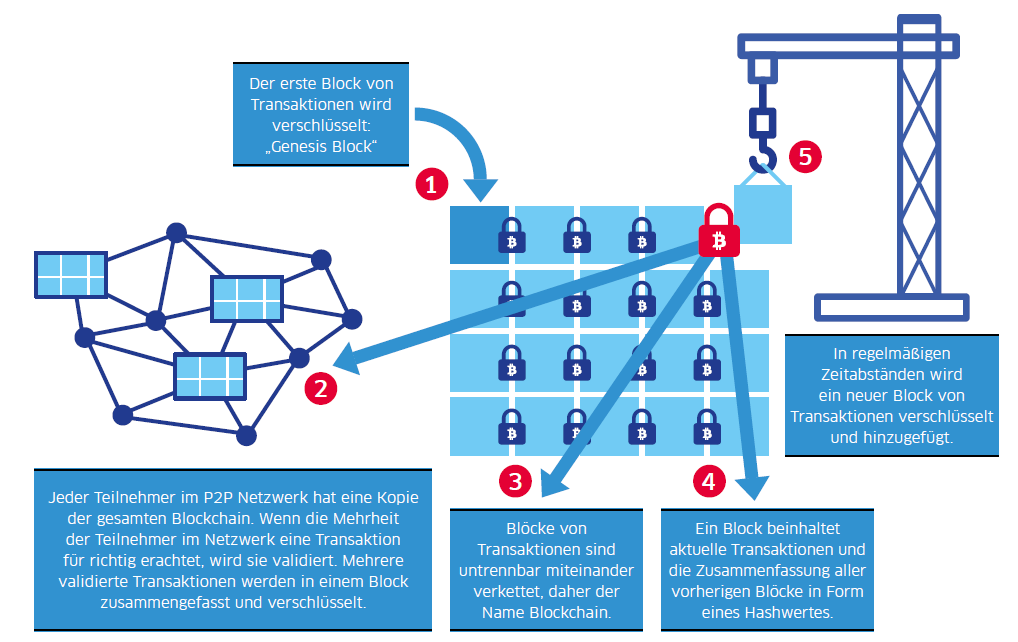 Der erste Block von
Transaktionen wird
verschlüsselt:
„Genesis Block“
1
5
2
In regelmäßigen
Zeitabständen wird
ein neuer Block von
Transaktionen verschlüsselt
und hinzugefügt.
3
4
Jeder Teilnehmer im P2P Netzwerk hat eine Kopie
der gesamten Blockchain. Wenn die Mehrheit
der Teilnehmer im Netzwerk eine Transaktion
für richtig erachtet, wird sie validiert. Mehrere
validierte Transaktionen werden in einem Block
zusammengefasst und verschlüsselt.
Blöcke von
Transaktionen sind
untrennbar miteinander
verkettet, daher der
Name Blockchain.
Ein Block beinhaltet
aktuelle Transaktionen und
die Zusammenfassung aller
vorherigen Blöcke in Form
eines Hashwertes.